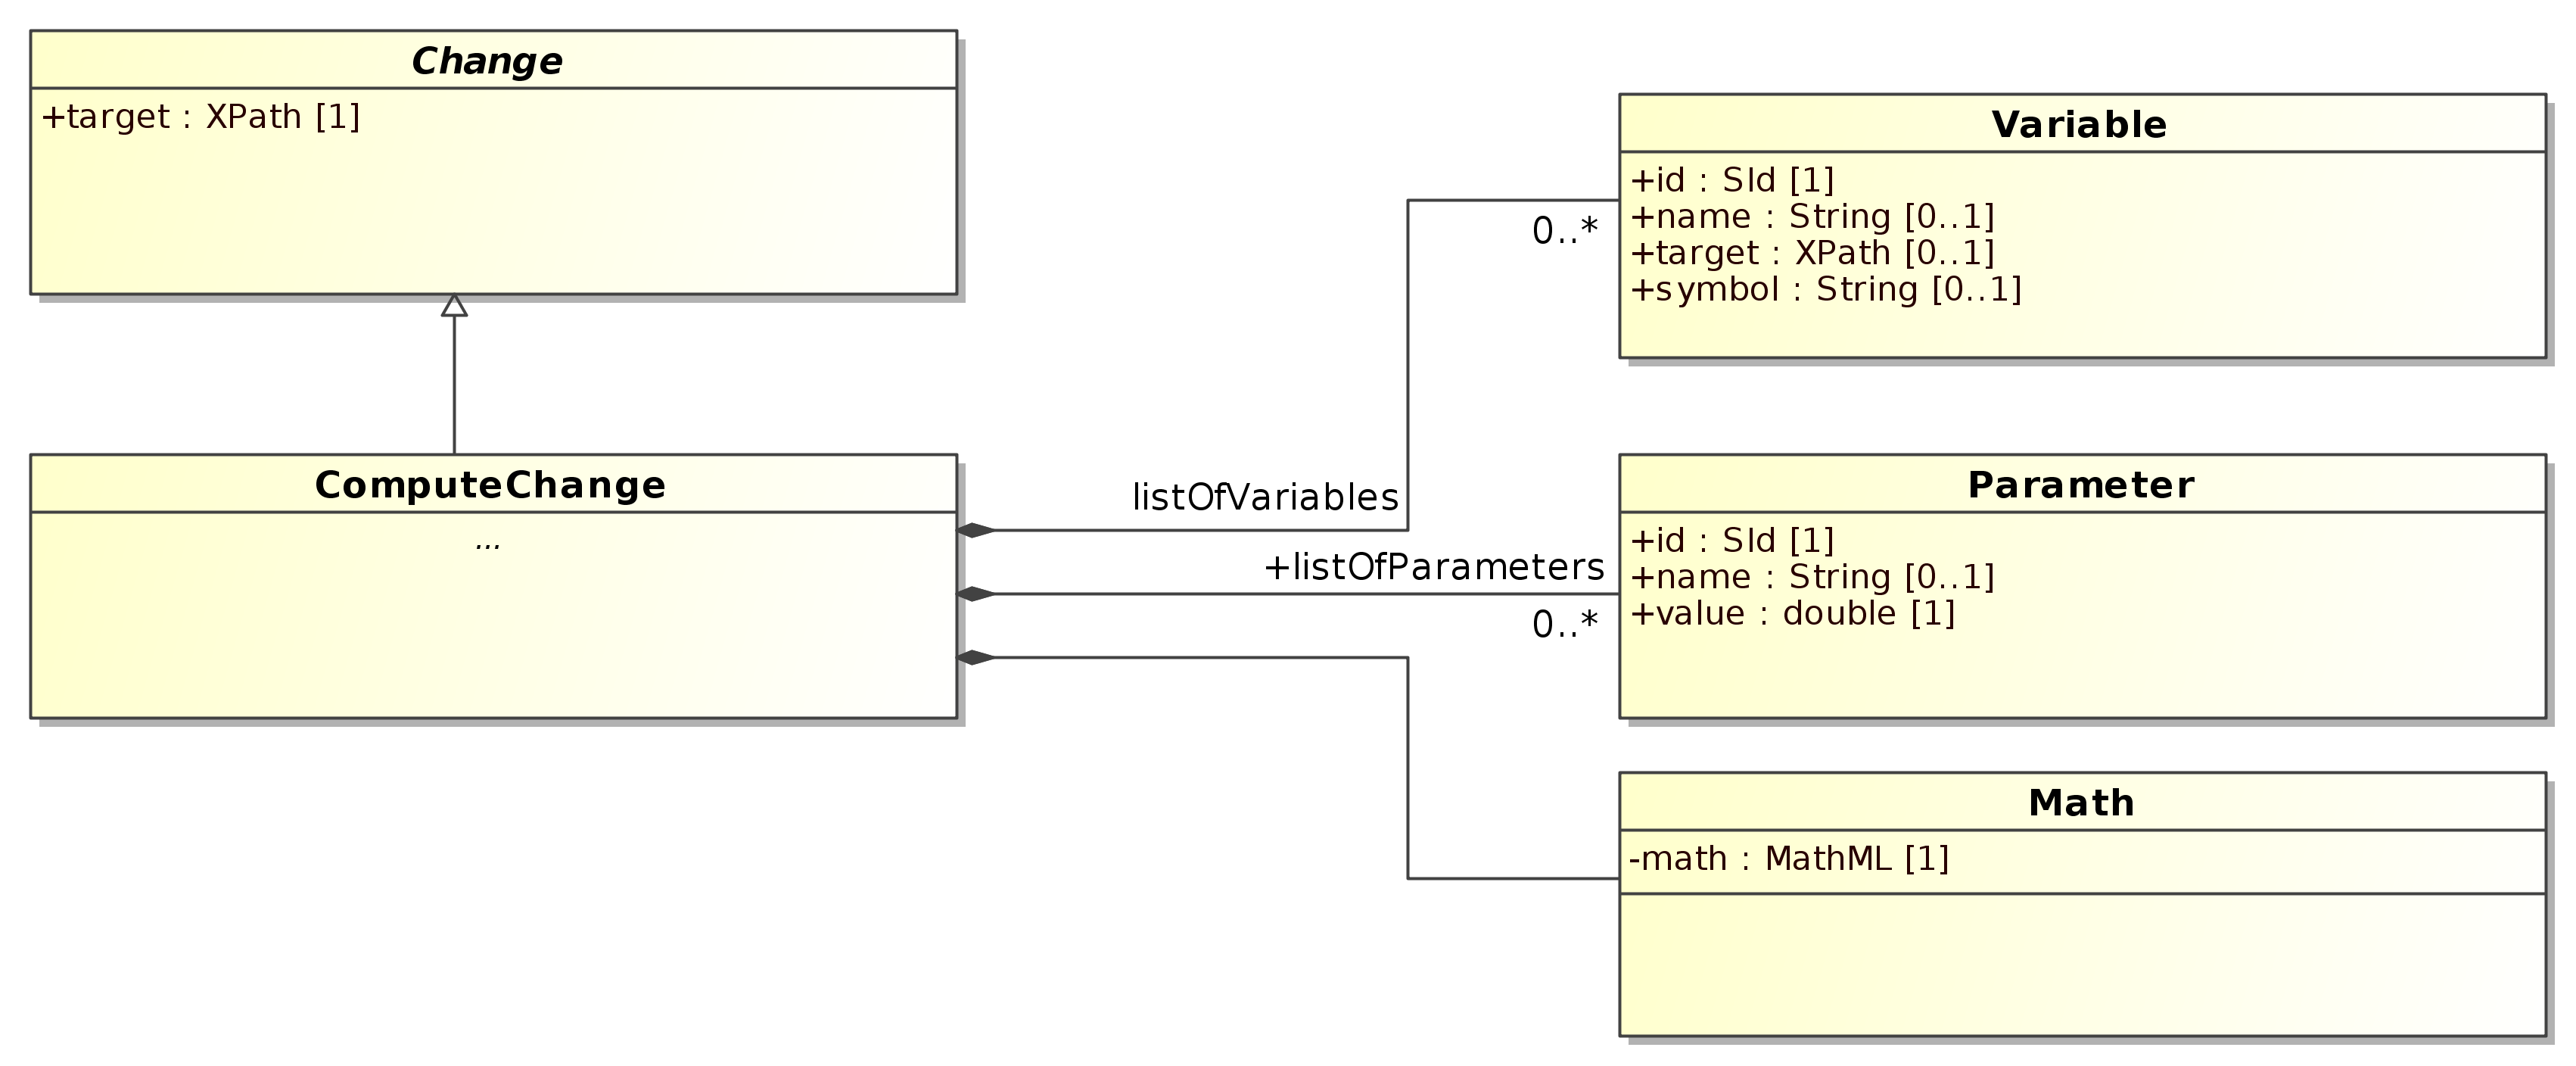 Change
+target : XPath [1]
Variable
+id : SId [1]
+name : String [0..1]
+target : XPath [0..1]
+symbol : String [0..1]
0..*
ComputeChange
...
listOfVariables
+listOfParameters
0..*
Parameter
+id : SId [1]
+name : String [0..1]
+value : double [1]
Math
-math : MathML [1]